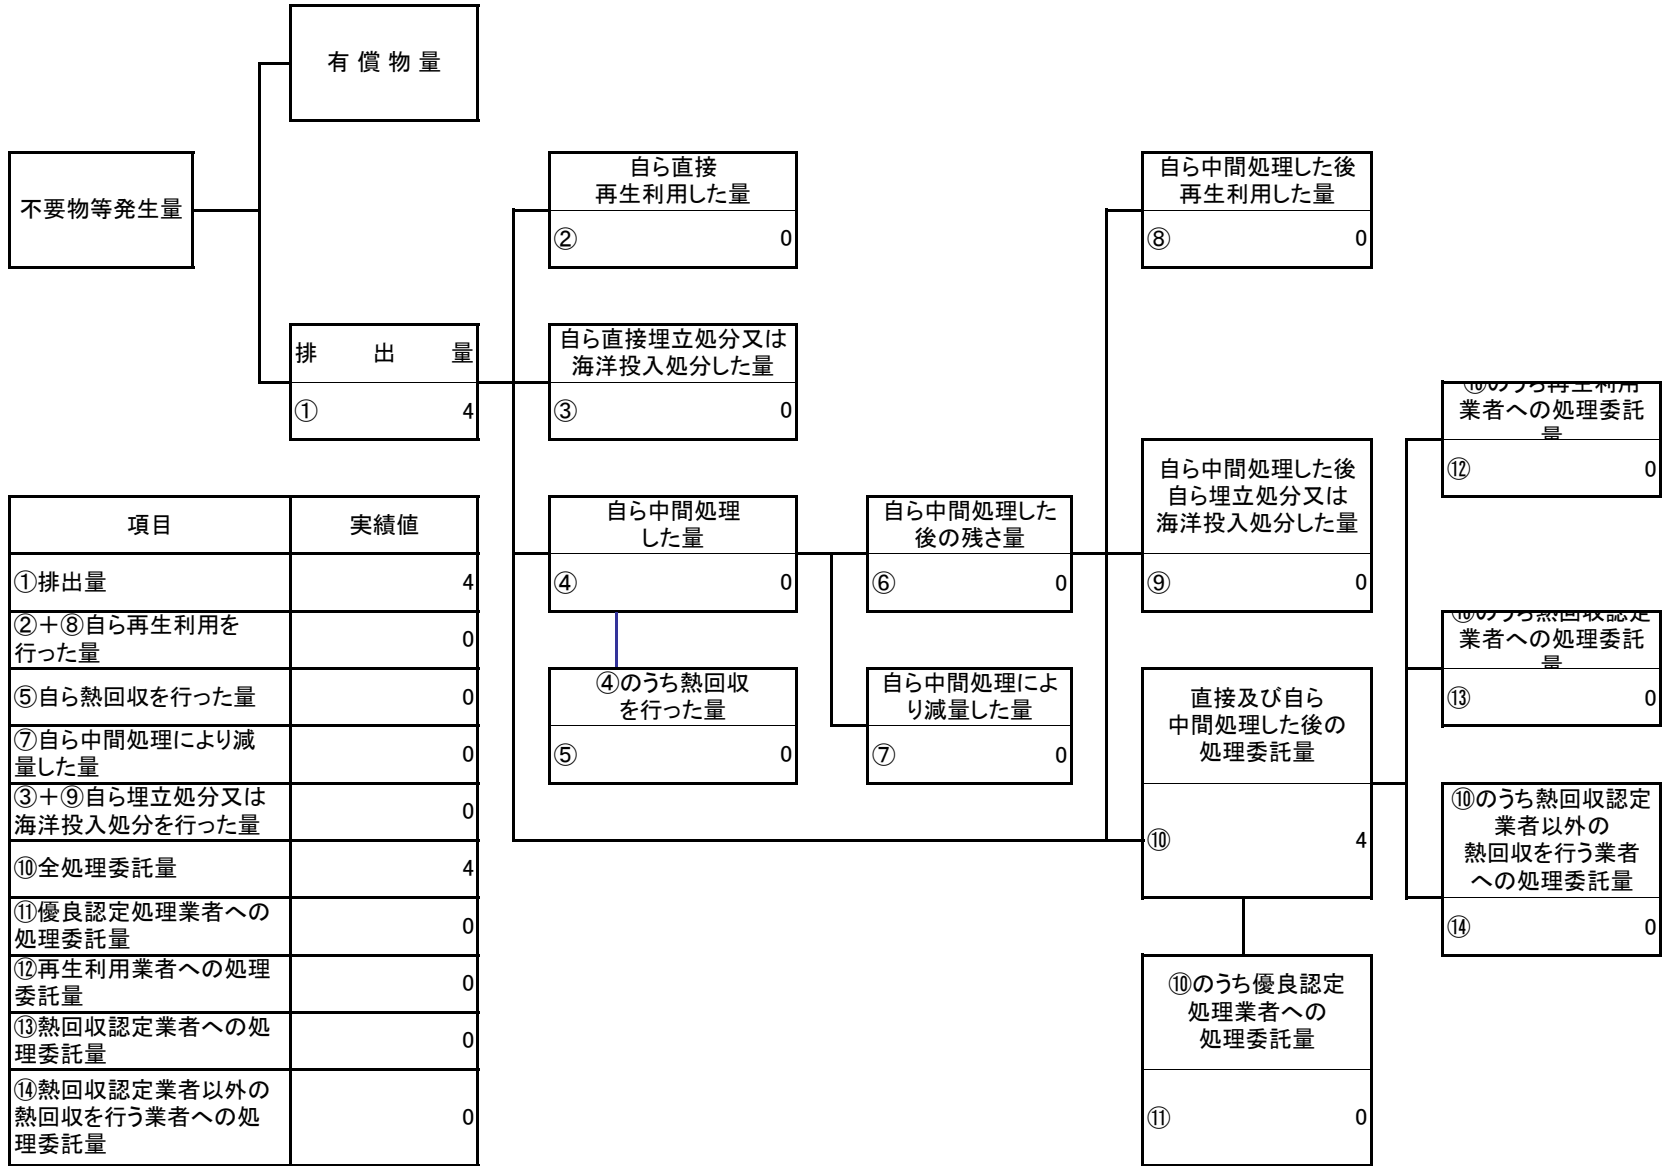 有 償 物 量
不要物等発生量
自ら直接
再生利用した量
② 0
自ら中間処理した後
再生利用した量
⑧ 0
排 出 量
① 4
自ら直接埋立処分又は
海洋投入処分した量
③ 0
⑩のうち再生利用
業者への処理委託
量
⑫ 0
自ら中間処理した後
自ら埋立処分又は
海洋投入処分した量
⑨ 0
自ら中間処理
した量
④ 0
自ら中間処理した
後の残さ量
⑥ 0
⑩のうち熱回収認定
業者への処理委託
量
⑬ 0
④のうち熱回収
を行った量
⑤ 0
自ら中間処理によ
り減量した量
⑦ 0
直接及び自ら
中間処理した後の
処理委託量
⑩ 4
⑩のうち熱回収認定
業者以外の
熱回収を行う業者
への処理委託量
⑭ 0
⑩のうち優良認定
処理業者への
処理委託量
⑪ 0
項目 実績値
①排出量 4
②+⑧自ら再生利用を
行った量 0
⑤自ら熱回収を行った量 0
⑦自ら中間処理により減
量した量 0
③+⑨自ら埋立処分又は
海洋投入処分を行った量 0
⑩全処理委託量 4
⑪優良認定処理業者への
処理委託量 0
⑫再生利用業者への処理
委託量 0
⑬熱回収認定業者への処
理委託量 0
⑭熱回収認定業者以外の
熱回収を行う業者への処
理委託量 0